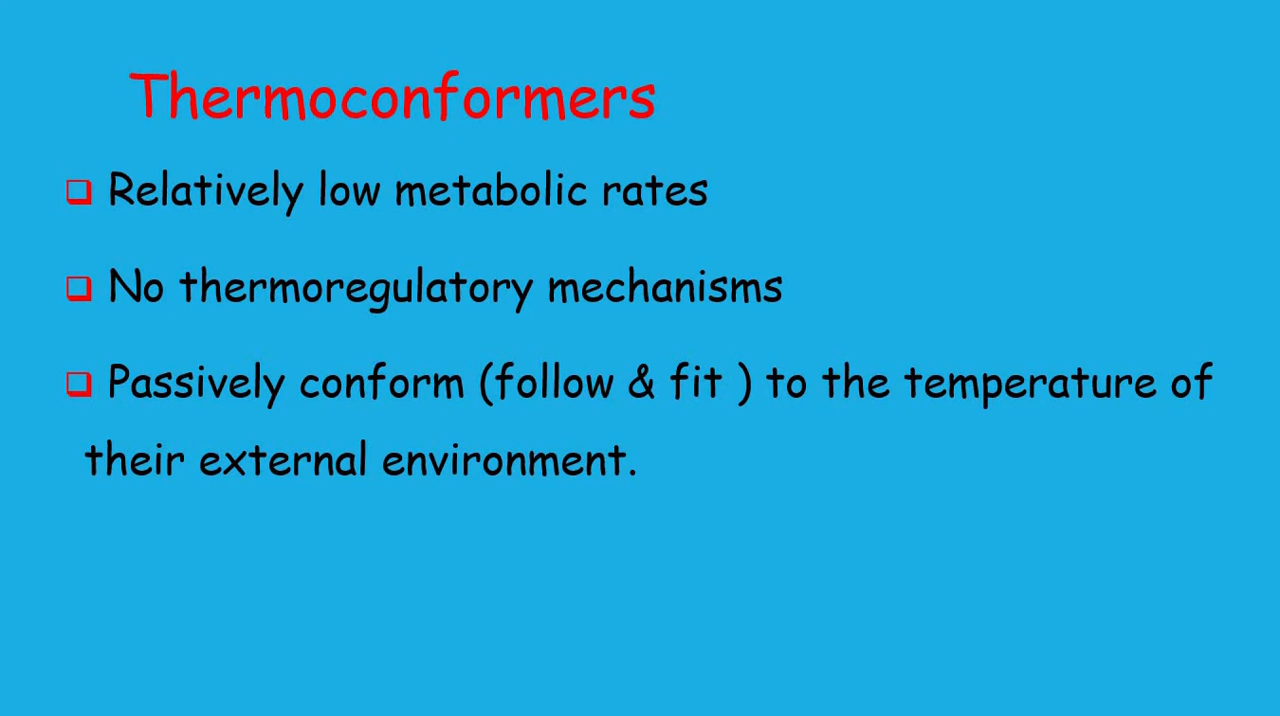 Thermoconformers
❑ Relatively low metabolic rates
❑ No thermoregulatory mechanisms
❑ Passively conform (follow & fit ) to the temperature of
their external environment.